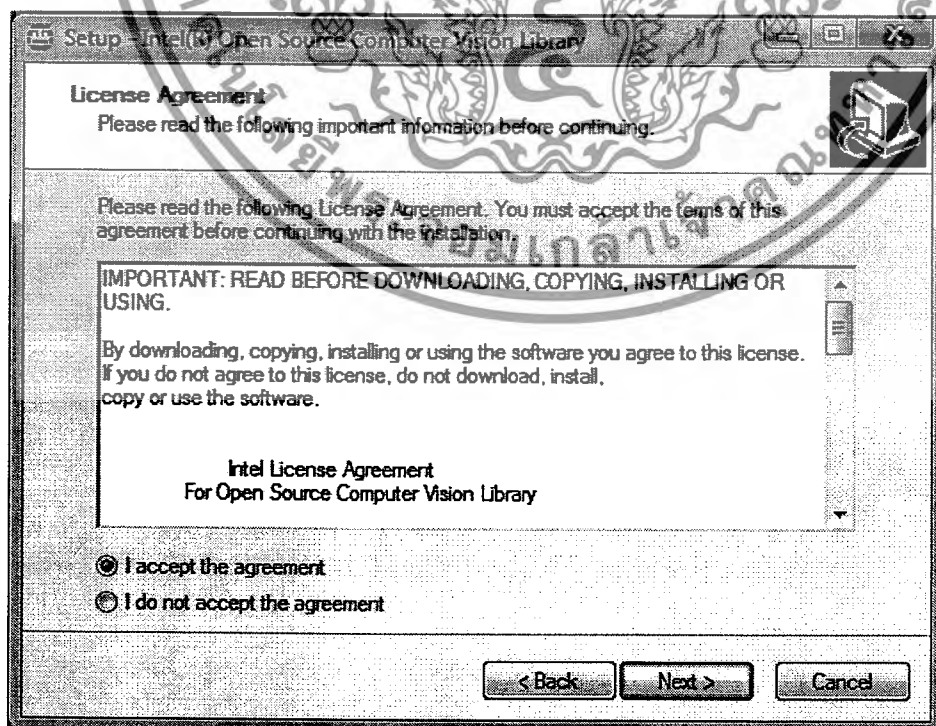 Setup - Intel(R) Open Source Computer Vision Library
License Agreement
Please read the following important information before continuing.
Please read the following License Agreement. You must accept the terms of this
agreement before continuing with the installation.
IMPORTANT: READ BEFORE DOWNLOADING, COPYING, INSTALLING OR
USING.
By downloading, copying, installing or using the software you agree to this license.
If you do not agree to this license, do not download, install,
copy or use the software.
Intel License Agreement
For Open Source Computer Vision Library
I accept the agreement
I do not accept the agreement
< Back
Next >
Cancel